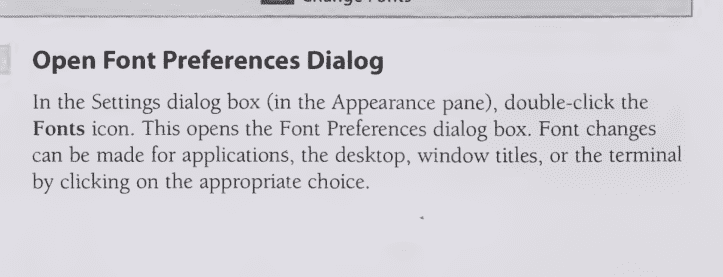 Change Fonts
Open Font Preferences Dialog
In the Settings dialog box (in the Appearance pane), double-click the
Fonts icon. This opens the Font Preferences dialog box. Font changes
can be made for applications, the desktop, window titles, or the terminal
by clicking on the appropriate choice.